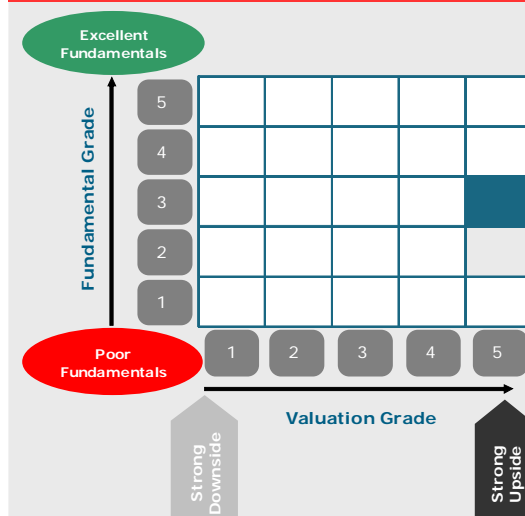 Excellent
Fundamentals
Fundamental Grade
5
4
3
2
1
Poor
Fundamentals
1
2
3
4
5
Valuation Grade
Strong
Downside
Strong
Upside